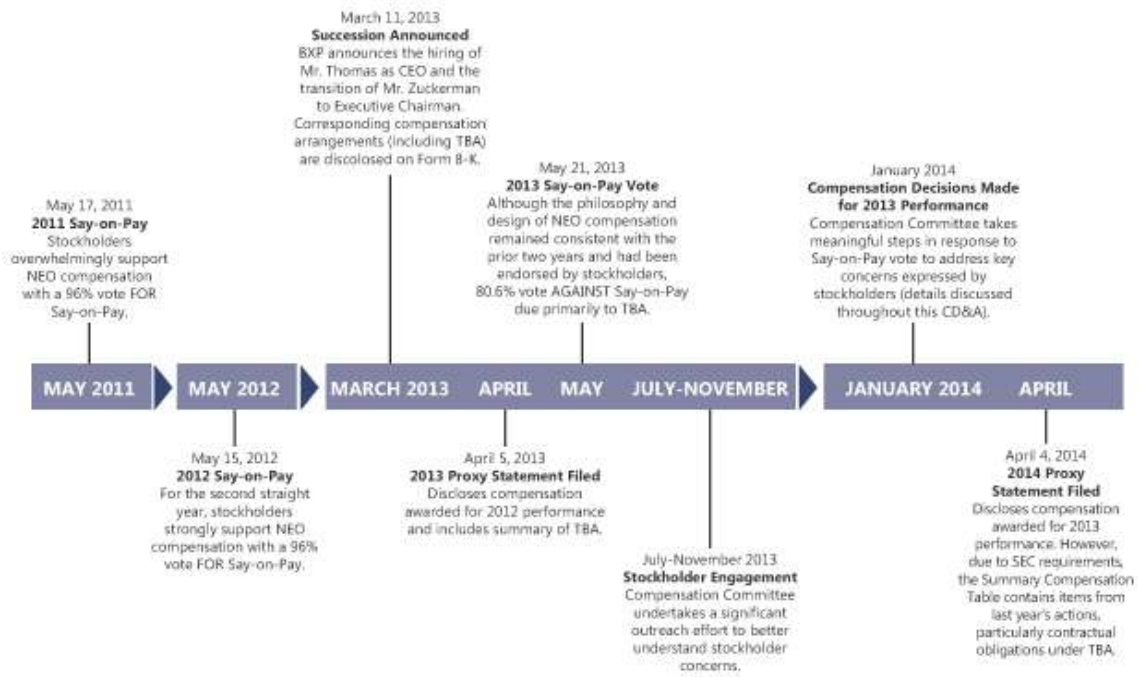 March 11, 2013
Succession Announced
BXP announces the hiring of
Mr. Thomas as CEO and the
transition of Mr. Zuckerman
to Executive Chairman.
Corresponding compensation
arrangements (including TBA)
are discolosed on Form 8-K.
May 17, 2011
2011 Say-on-Pay
Stockholders
overwhelmingly support
NEO compensation
with a 96% vote FOR
Say-on-Pay.
May 21, 2013
2013 Say-on-Pay Vote
Although the philosophy and
design of NEO compensation
remained consistent with the
prior two years and had been
endorsed by stockholders,
80.6% vote AGAINST Say-on-Pay
due primarily to TBA.
January 2014
Compensation Decisions Made
for 2013 Performance
Compensation Committee takes
meaningful steps in response to
Say-on-Pay vote to address key
concerns expressed by
stockholders (details discussed
throughout this CD&A).
MAY 2011
MAY 2012
MARCH 2013
APRIL
MAY
JULY-NOVEMBER
JANUARY 2014
APRIL
May 15, 2012
2012 Say-on-Pay
For the second straight
year, stockholders
strongly support NEO
compensation with a 96%
vote FOR Say-on-Pay.
April 5, 2013
2013 Proxy Statement Filed
Discloses compensation
awarded for 2012 performance
and includes summary of TBA.
July-November 2013
Stockholder Engagement
Compensation Committee
undertakes a significant
outreach effort to better
understand stockholder
concerns.
April 4, 2014
2014 Proxy
Statement Filed
Discloses compensation
awarded for 2013
performance. However,
due to SEC requirements,
the Summary Compensation
Table contains items from
last year's actions,
particularly contractual
obligations under TBA.